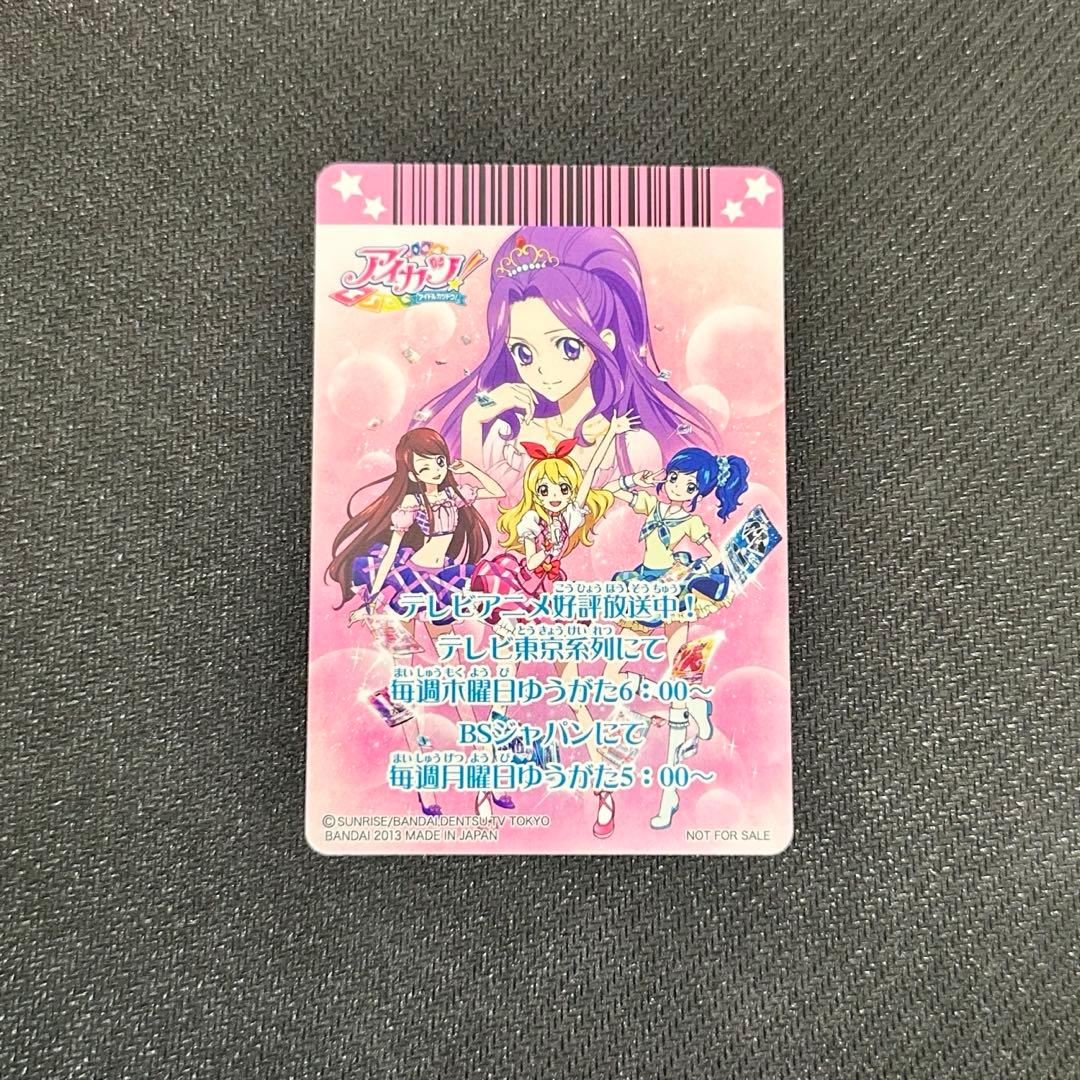 アイカツ!
アイドルカツドウ!
こうひょうほうそうちゅう
テレビアニメ好評放送中!
とうきょうけいれつ
テレビ東京系列にて
まいしゅうもくようび
毎週木曜日ゆうがた6:00〜
BSジャパンにて
まいしゅうげつようび
毎週月曜日ゆうがた5:00〜
©SUNRISE/BANDAI,DENTSU,TV TOKYO
BANDAI 2013 MADE IN JAPAN
NOT FOR SALE